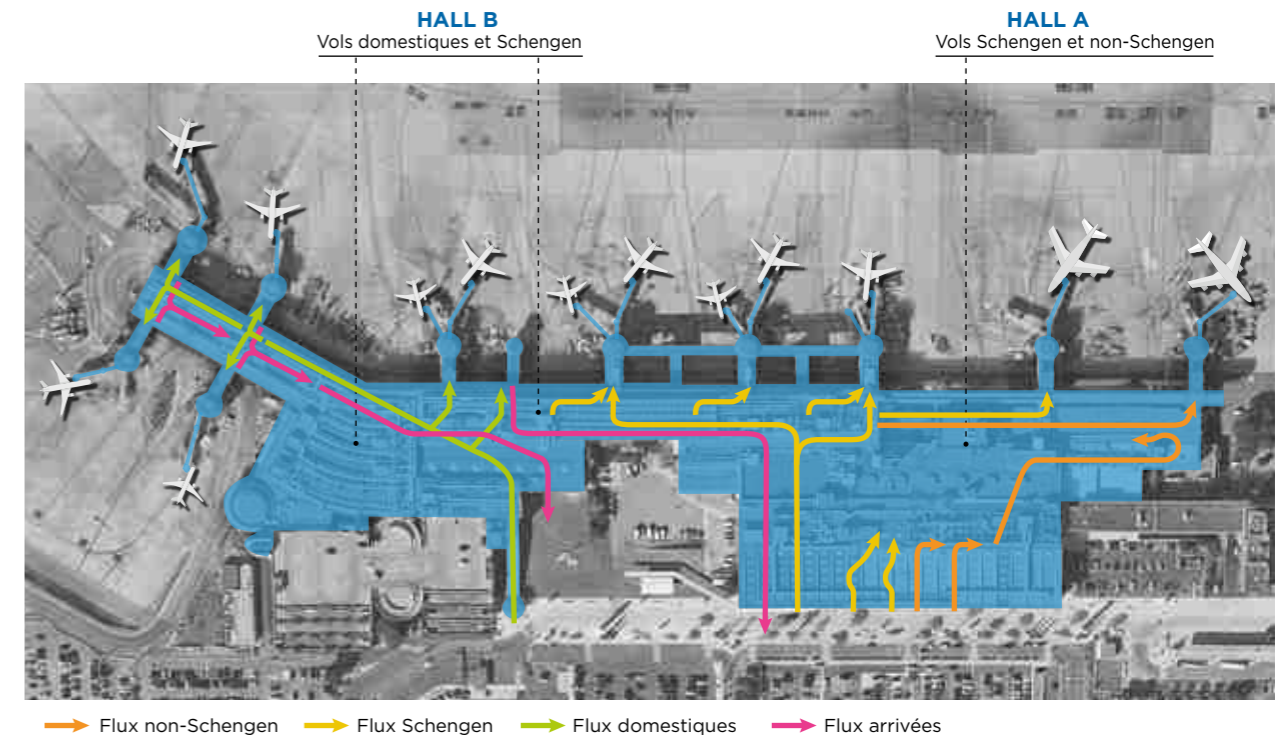 HALL B
Vols domestiques et Schengen
HALL A
Vols Schengen et non-Schengen
Flux non-Schengen
Flux Schengen
Flux domestiques
Flux arrivées